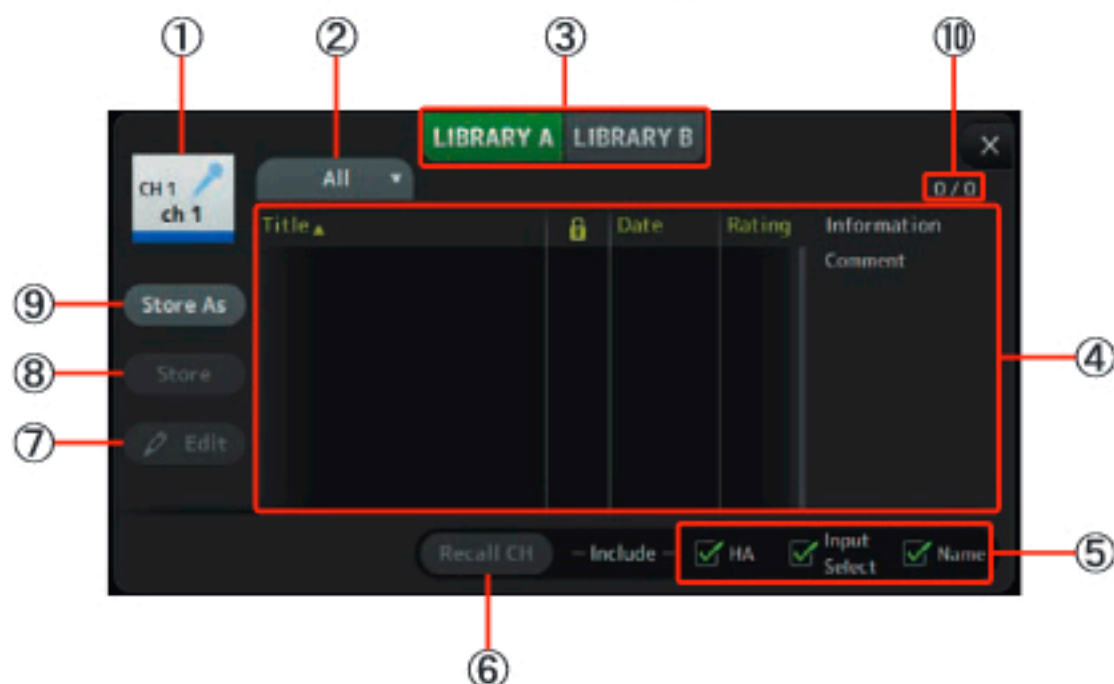 ① ② ③ ⑩
LIBRARY A LIBRARY B
CH 1
ch 1
All
0 / 0
Title Date Rating Information
Comment
⑨ Store As
⑧ Store
④
⑦ Edit
Recall CH Include HA Input Select Name ⑤
⑥